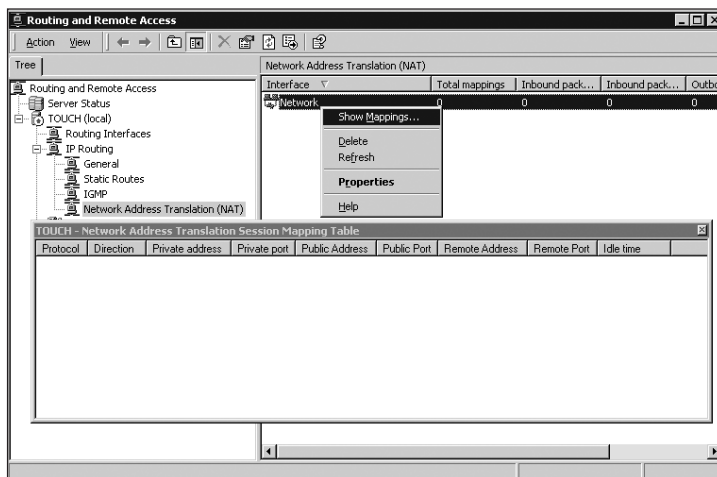 Routing and Remote Access
Action View
Tree
Network Address Translation (NAT)
Interface Total mappings Inbound pack... Inbound pack... Outbo
Routing and Remote Access
Server Status
TOUCH (local)
Routing Interfaces
IP Routing
General
Static Routes
IGMP
Network Address Translation (NAT)
Network 0 0 0 0
Show Mappings...
Delete
Refresh
Properties
Help
TOUCH - Network Address Translation Session Mapping Table
Protocol Direction Private address Private port Public Address Public Port Remote Address Remote Port Idle time